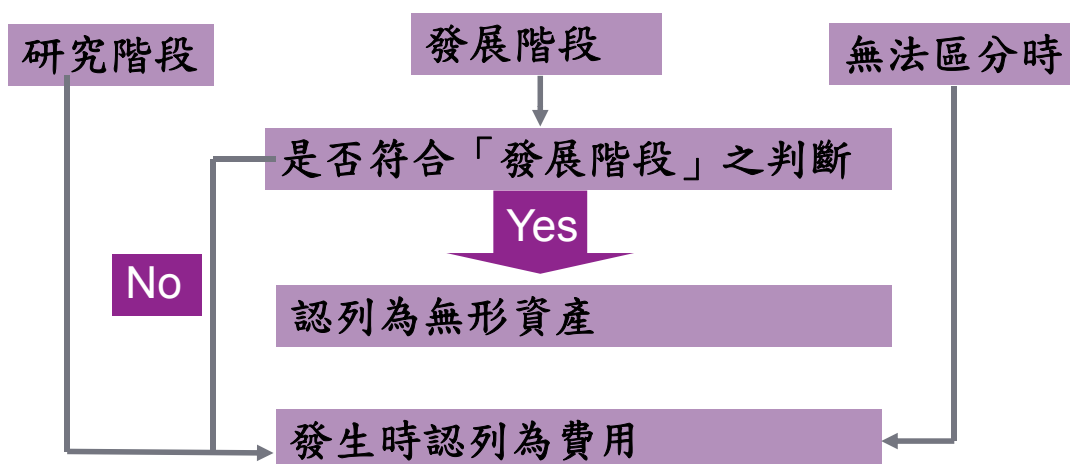 研究階段
發展階段
無法區分時
是否符合「發展階段」之判斷
Yes
No
認列為無形資產
發生時認列為費用